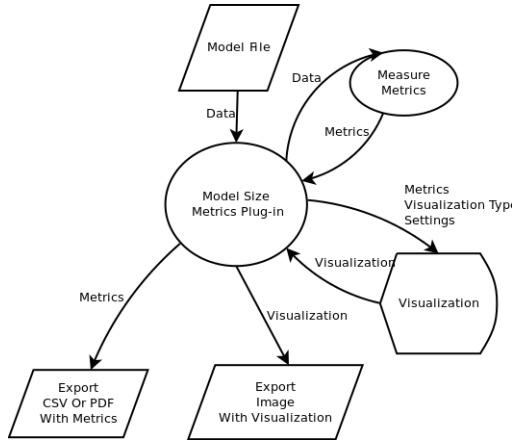 Model File
Data
Data
Measure
Metrics
Metrics
Model Size
Metrics Plug-in
Metrics
Visualization Type
Settings
Visualization
Visualization
Metrics
Visualization
Export
CSV Or PDF
With Metrics
Export
Image
With Visualization